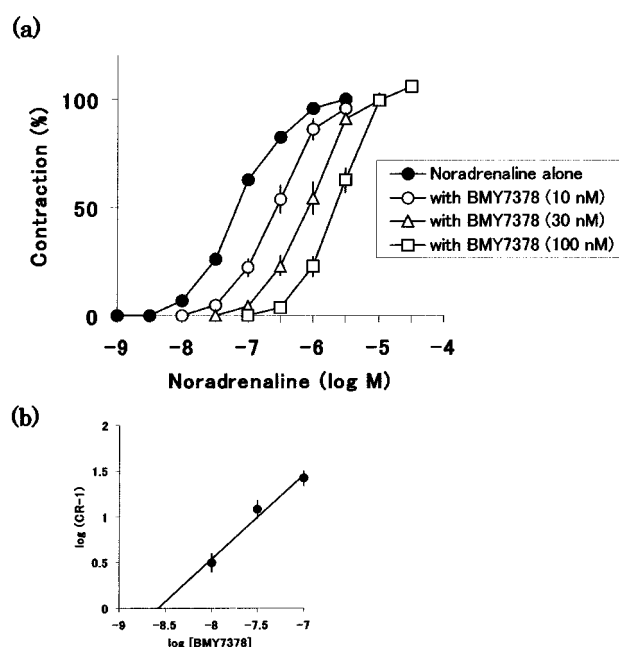 (a)
100
50
0
Contraction (%)
-9 -8 -7 -6 -5 -4
Noradrenaline (log M)
Noradrenaline alone
with BMY7378 (10 nM)
with BMY7378 (30 nM)
with BMY7378 (100 nM)
(b)
2
1.5
1
0.5
0
log (CR-1)
-9 -8.5 -8 -7.5 -7
log [BMY7378]